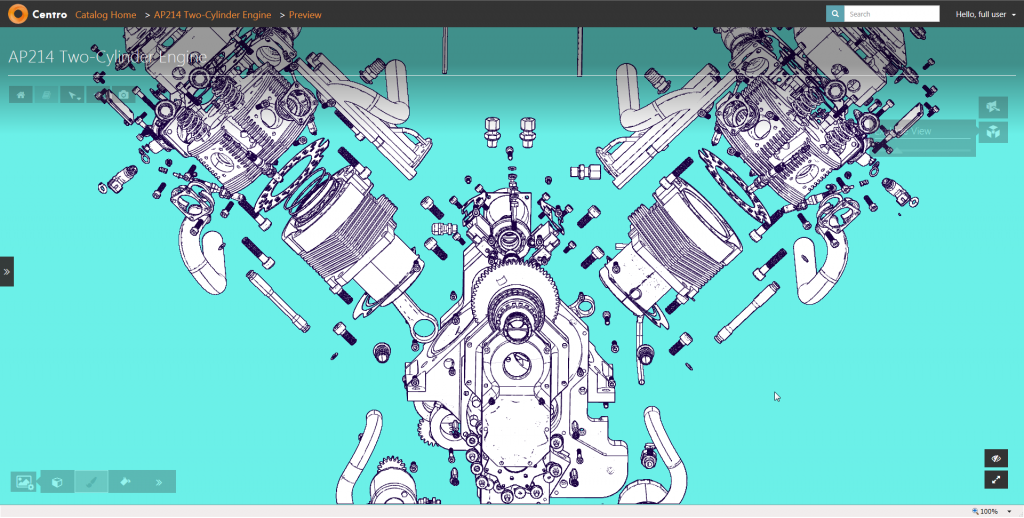 Centro Catalog Home > AP214 Two-Cylinder Engine > Preview Search Hello, full user
AP214 Two-Cylinder Engine
View
100%